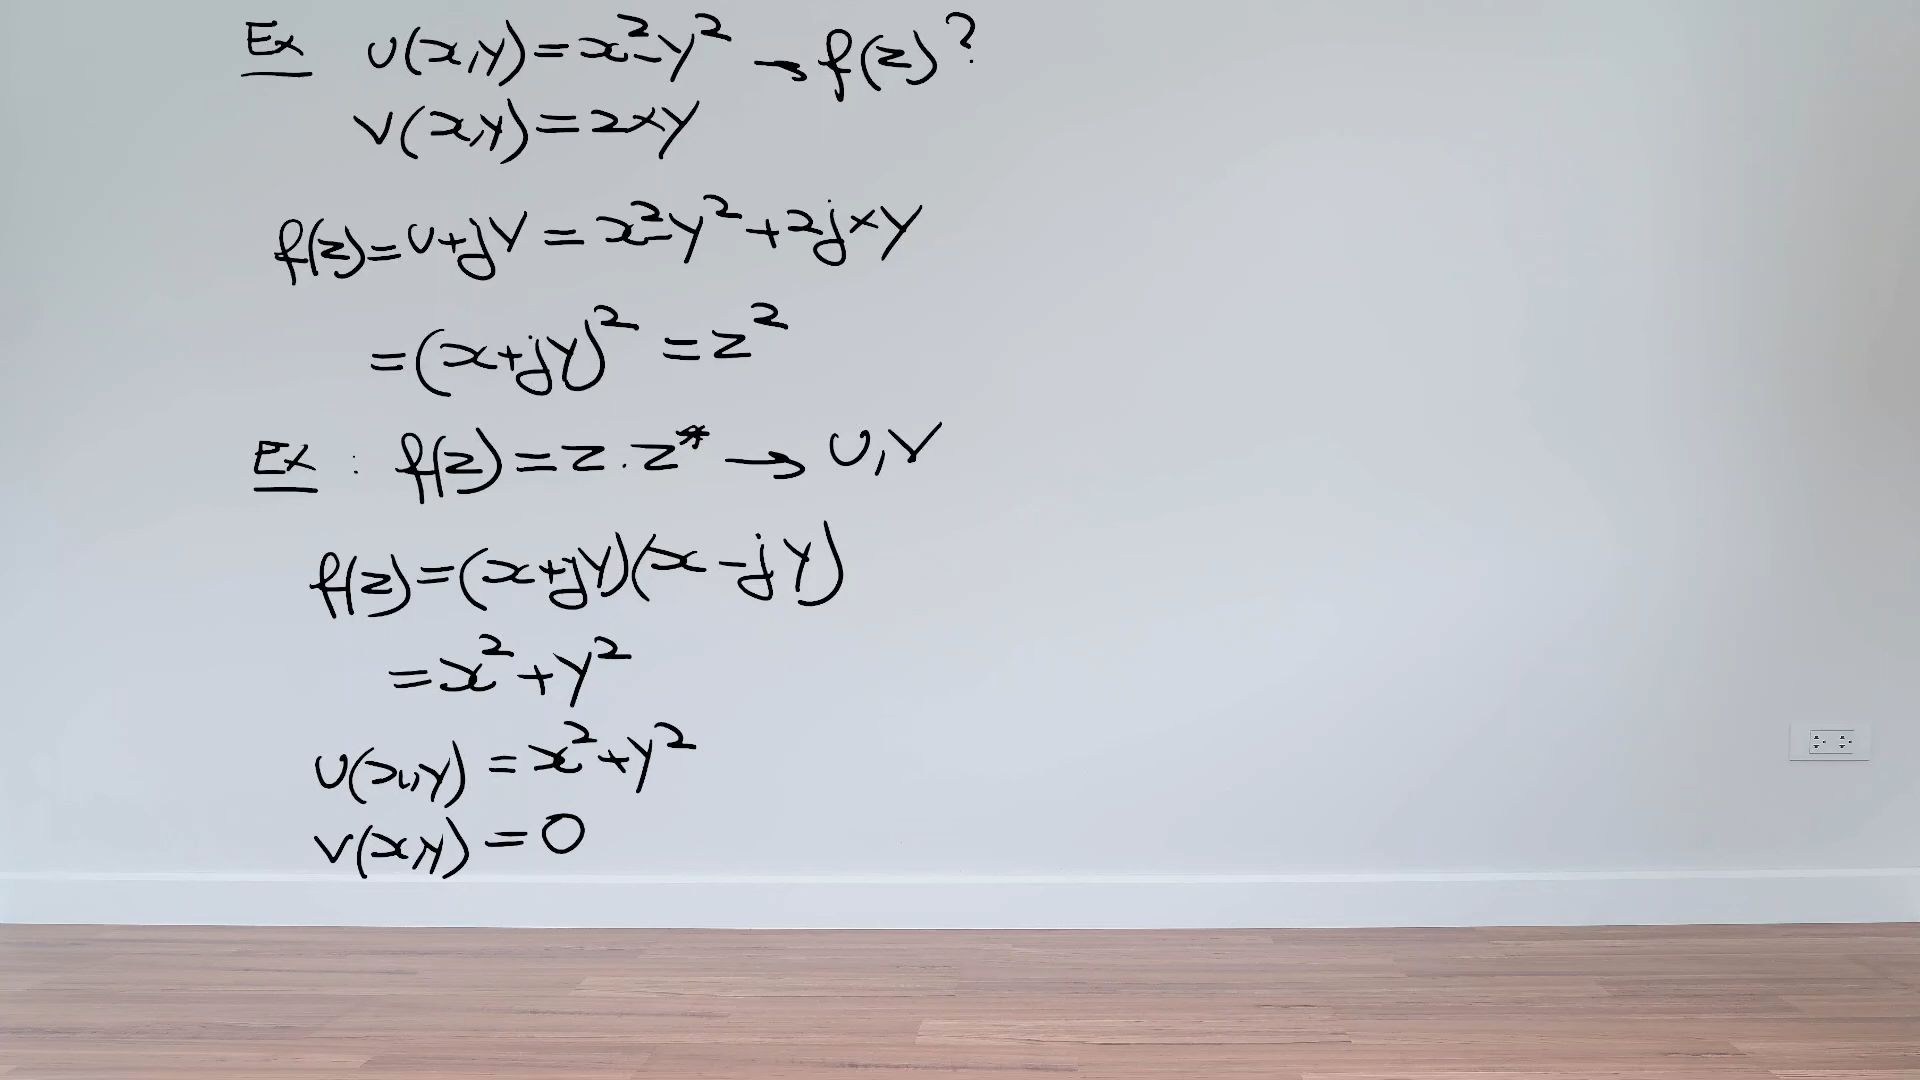 Ex u(x,y)=x²-y² → f(z)?
v(x,y)=2xy
f(z)=u+jv=x²-y²+2jxy
=(x+jy)²=z²
Ex : f(z)=z.z* → u,v
f(z)=(x+jy)(x-jy)
=x²+y²
u(x,y)=x²+y²
v(x,y)=0